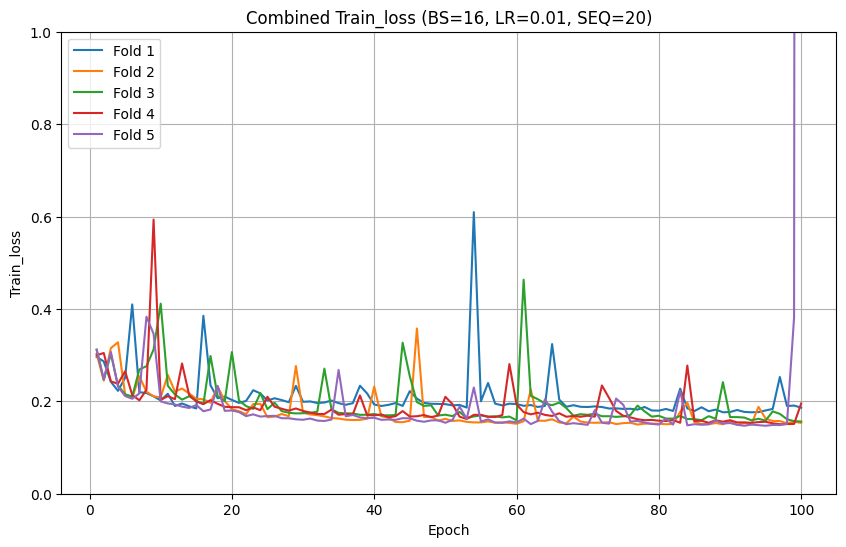 Combined Train_loss (BS=16, LR=0.01, SEQ=20)
Fold 1
Fold 2
Fold 3
Fold 4
Fold 5
1.0
0.8
0.6
0.4
0.2
0.0
Train_loss
0 20 40 60 80 100
Epoch